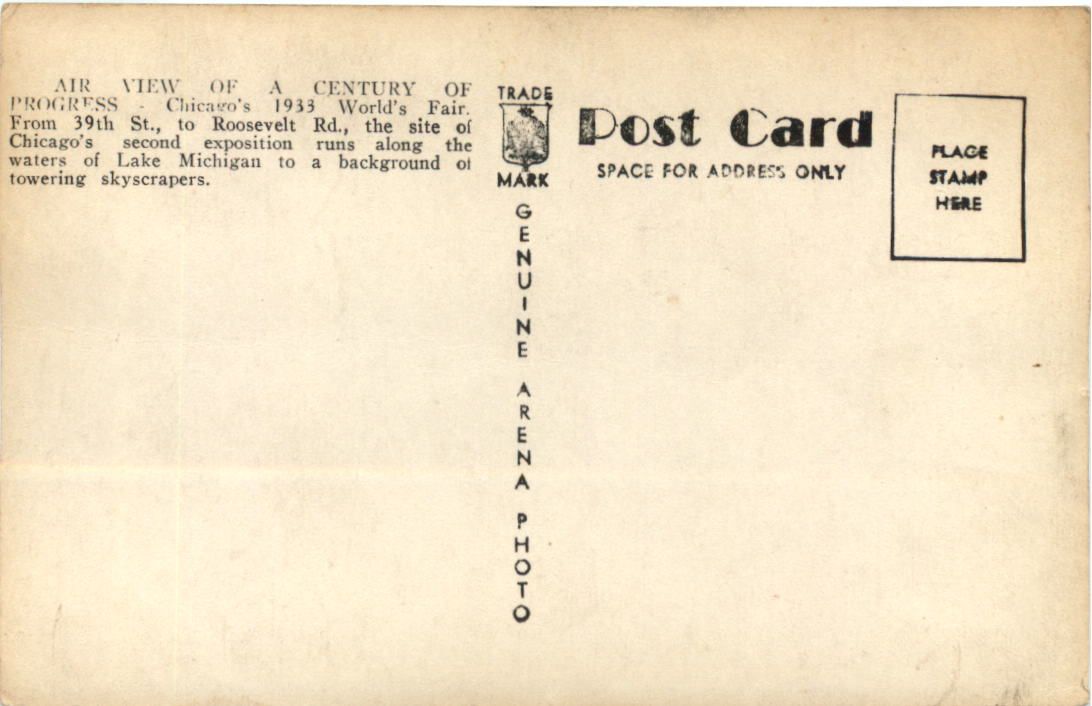 AIR VIEW OF A CENTURY OF
PROGRESS - Chicago's 1933 World's Fair.
From 39th St., to Roosevelt Rd., the site of
Chicago's second exposition runs along the
waters of Lake Michigan to a background of
towering skyscrapers.
TRADE
MARK
GENUINE ARENA PHOTO
Post Card
SPACE FOR ADDRESS ONLY
PLACE
STAMP
HERE